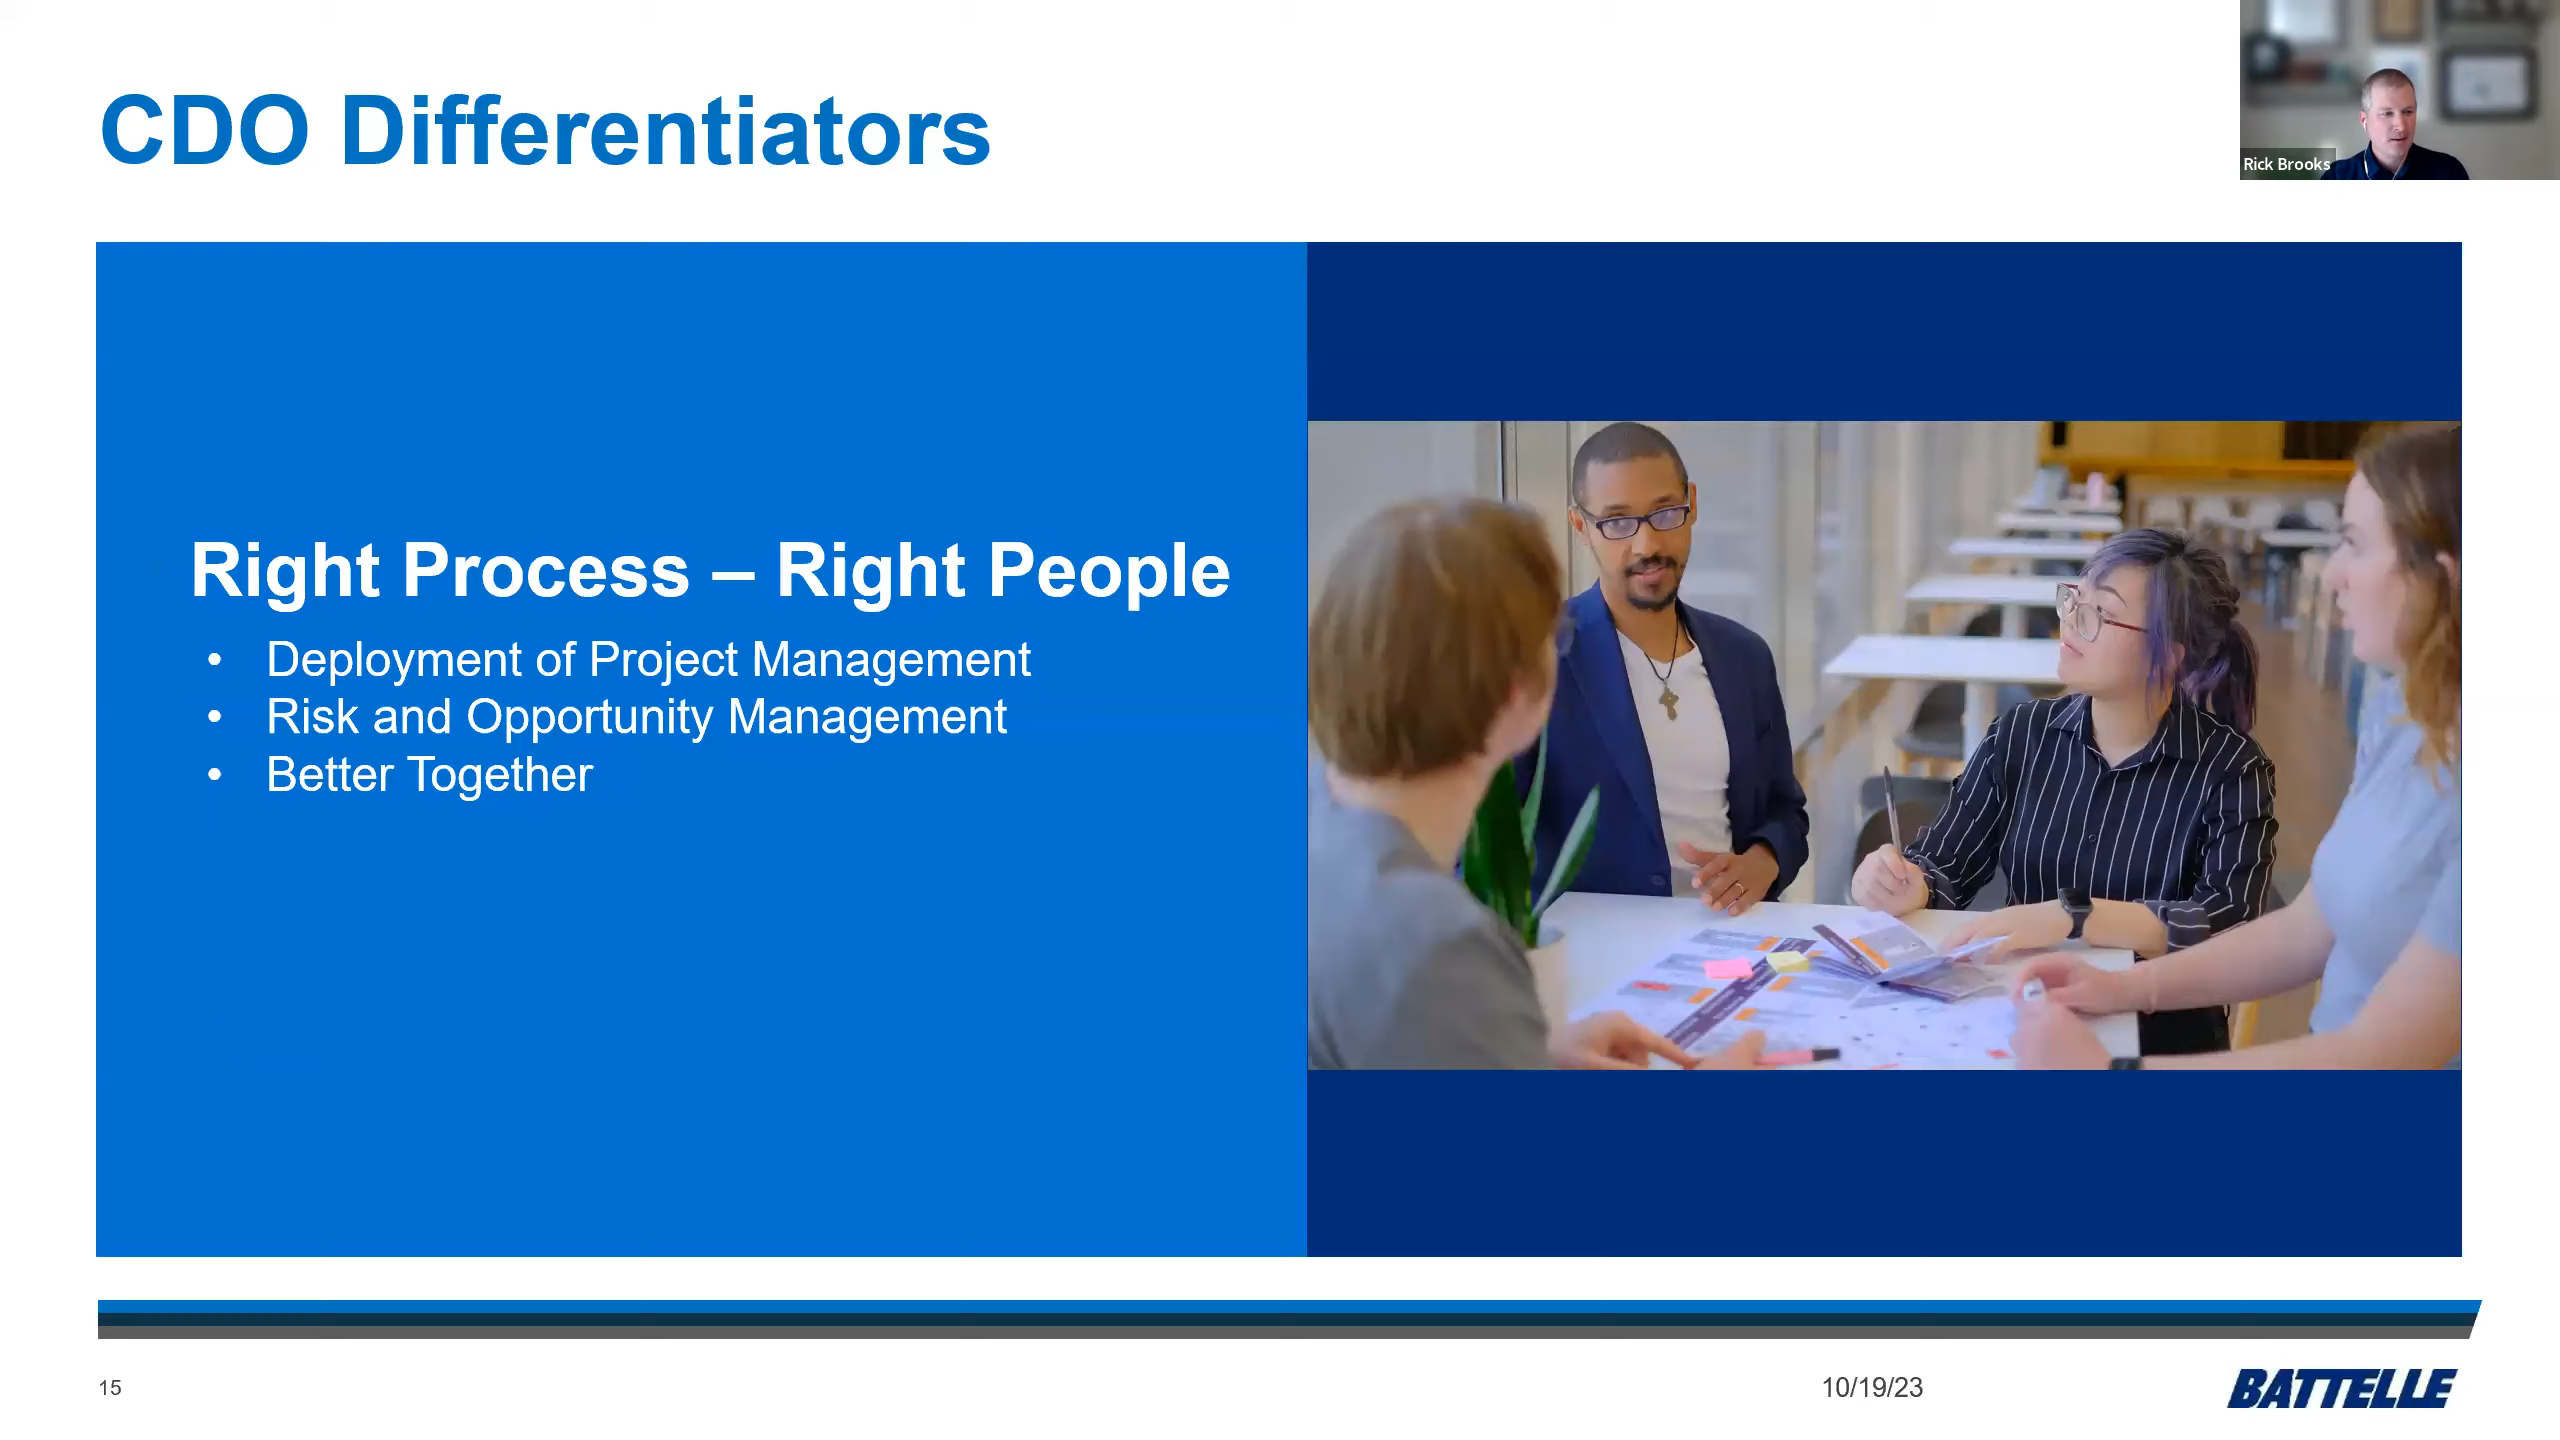 CDO Differentiators
Rick Brooks
Right Process – Right People
• Deployment of Project Management
• Risk and Opportunity Management
• Better Together
15
10/19/23
BATTELLE